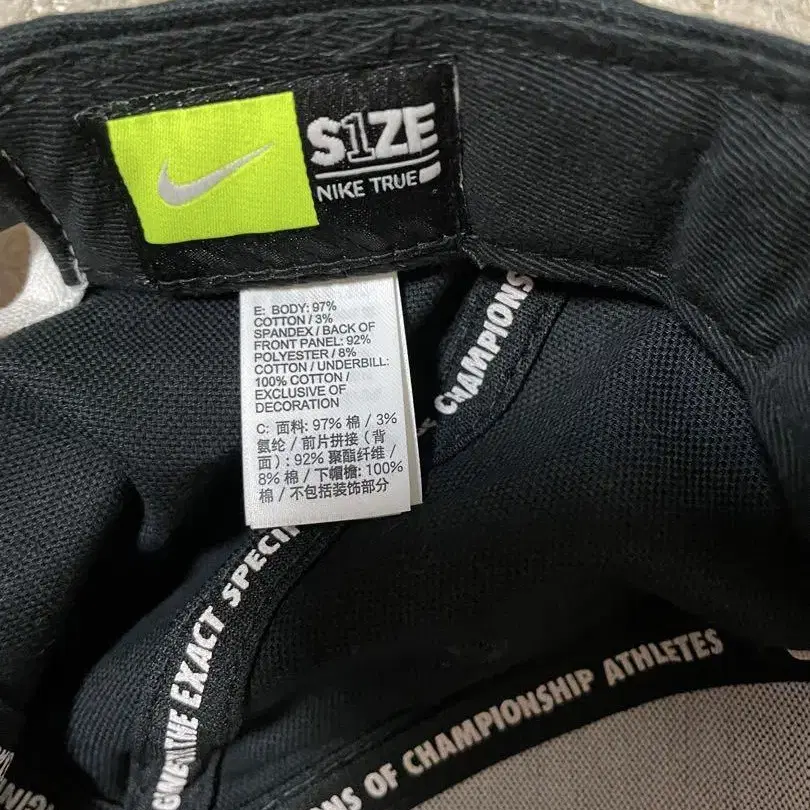 S1ZE
NIKE TRUE
E: BODY: 97%
COTTON / 3%
SPANDEX / BACK OF
FRONT PANEL: 92%
POLYESTER / 8%
COTTON / UNDERBILL:
100% COTTON /
EXCLUSIVE OF
DECORATION
C: 面料: 97% 棉 / 3%
氨纶 / 前片拼接（背
面）: 92% 聚酯纤维 /
8% 棉 / 下帽檐: 100%
棉 / 不包括装饰部分
CHAMPIONS
THE EXACT
OF CHAMPIONSHIP ATHLETES